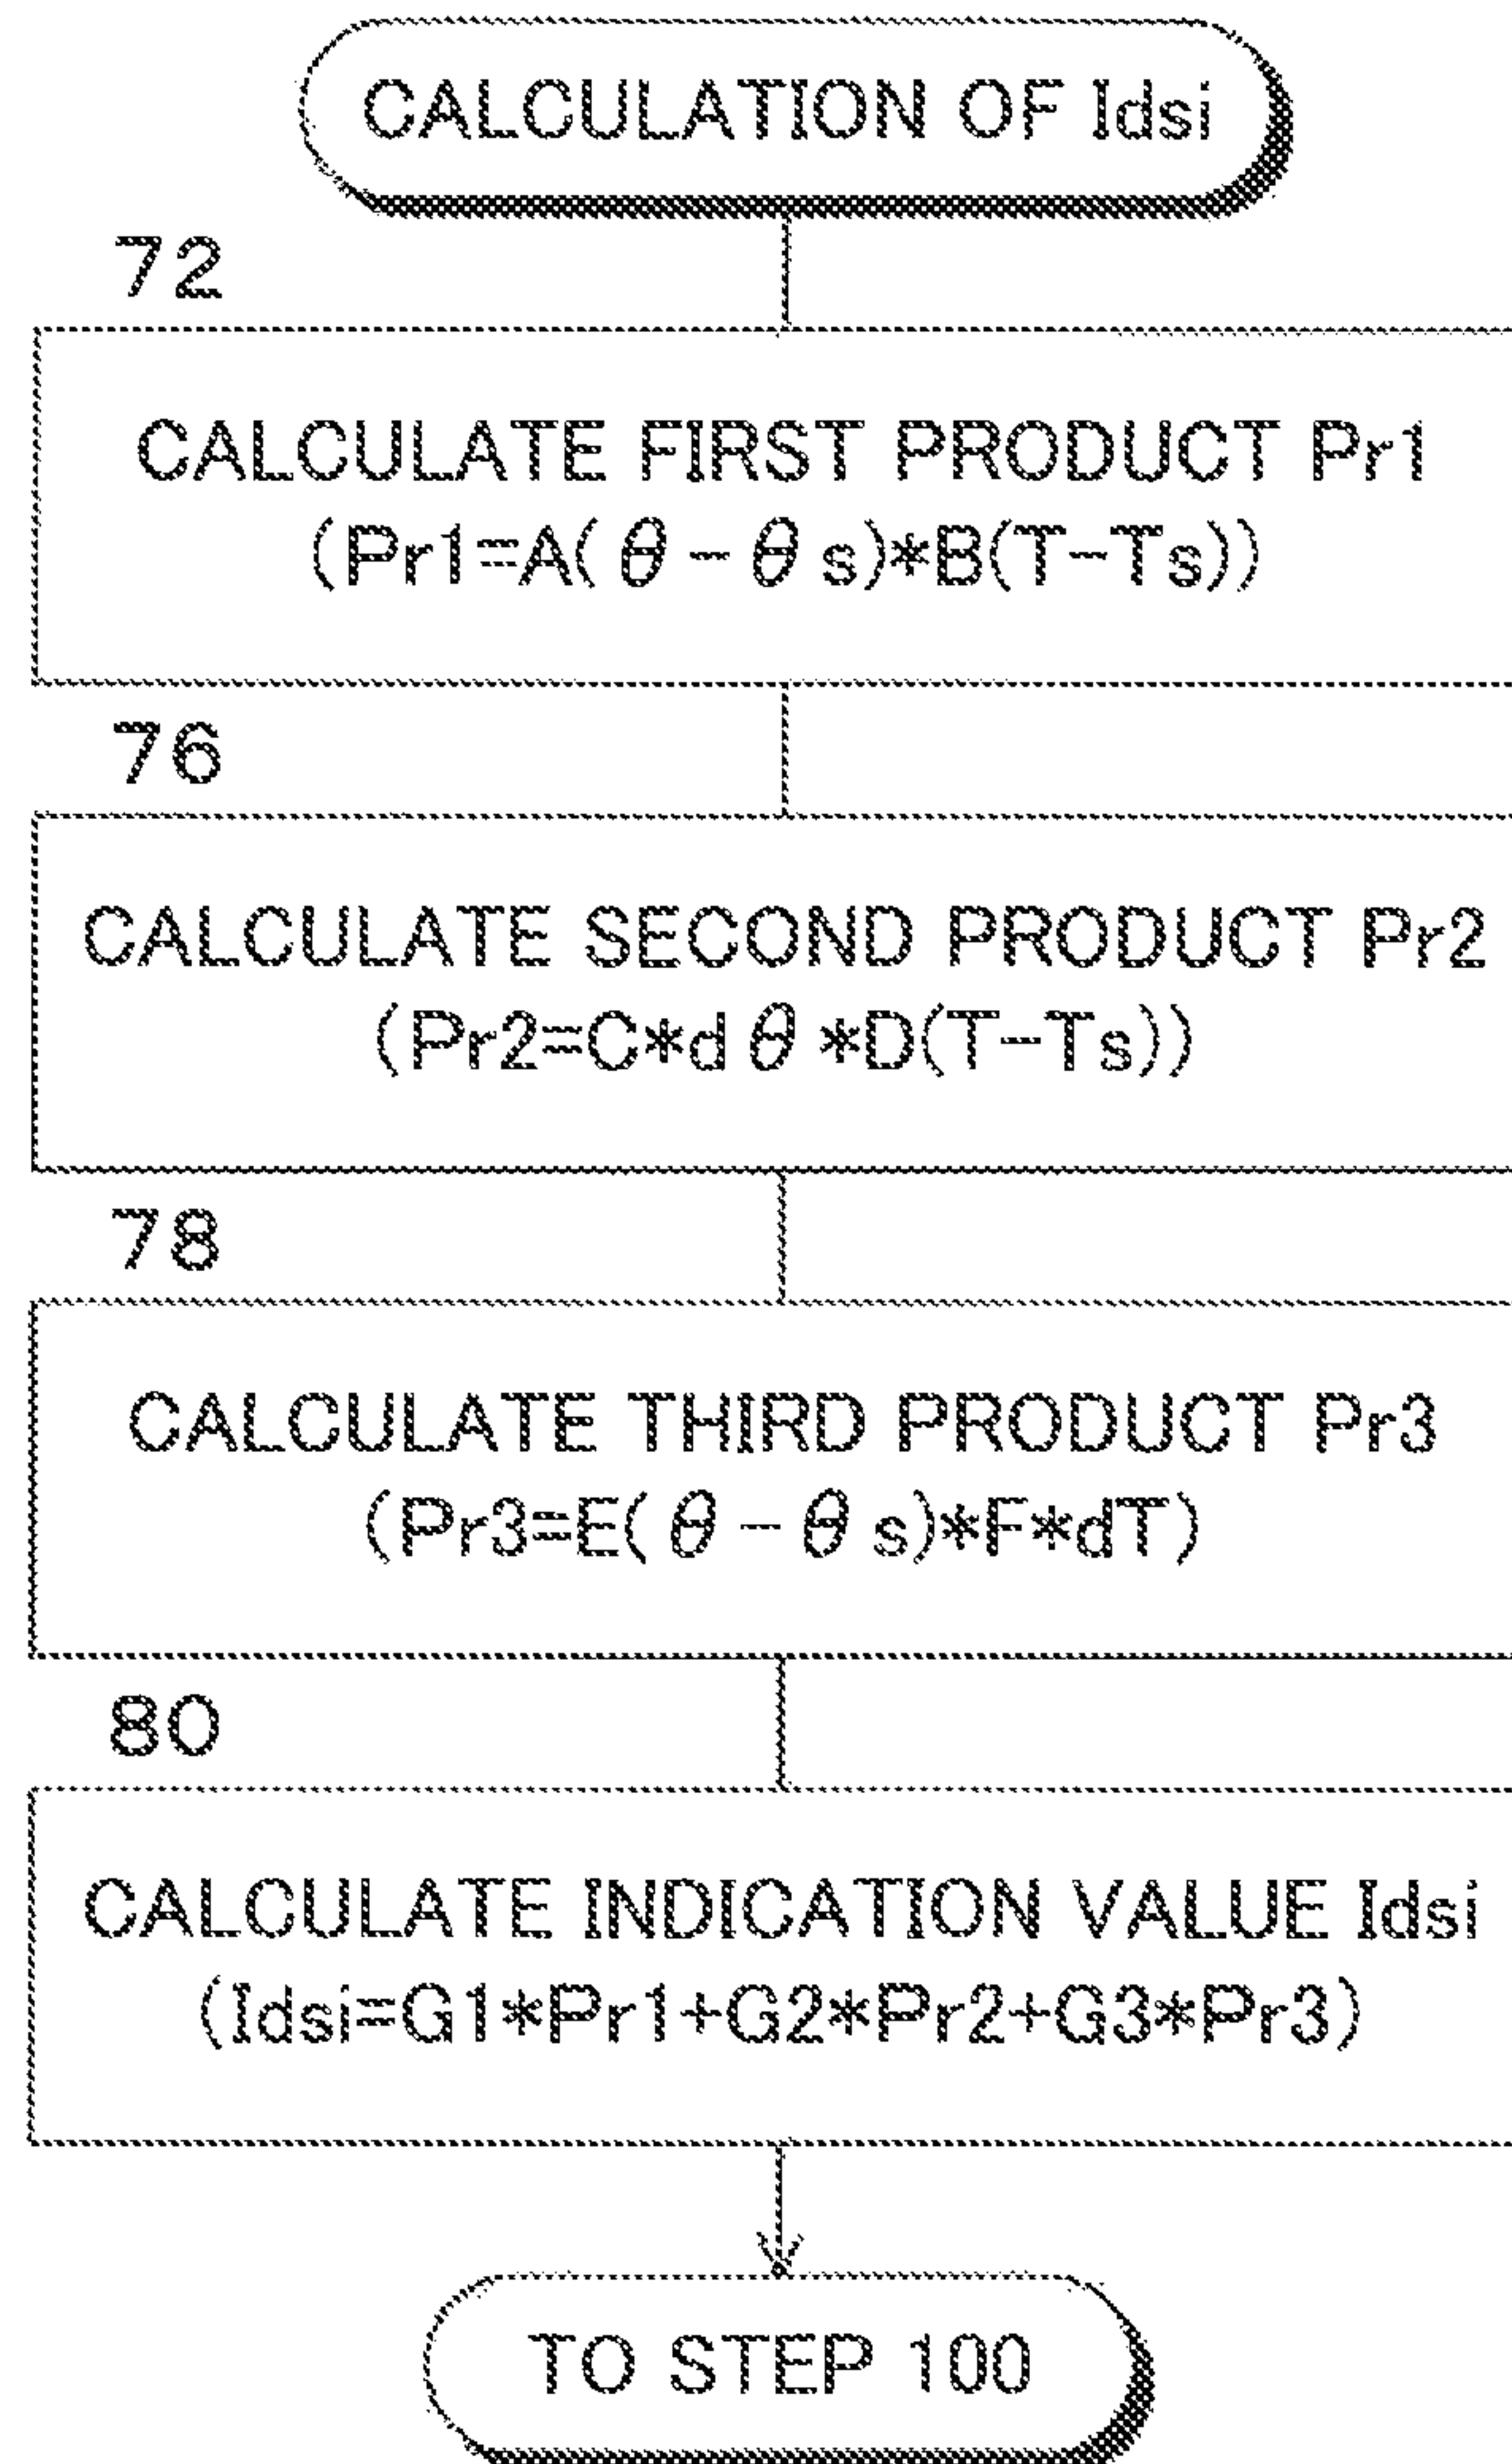 CALCULATION OF Idsi
72
CALCULATE FIRST PRODUCT Pr1
(Pr1=A(θ-θs)*B(T-Ts))
76
CALCULATE SECOND PRODUCT Pr2
(Pr2=C*dθ*D(T-Ts))
78
CALCULATE THIRD PRODUCT Pr3
(Pr3=E(θ-θs)*F*dT)
80
CALCULATE INDICATION VALUE Idsi
(Idsi=G1*Pr1+G2*Pr2+G3*Pr3)
TO STEP 100